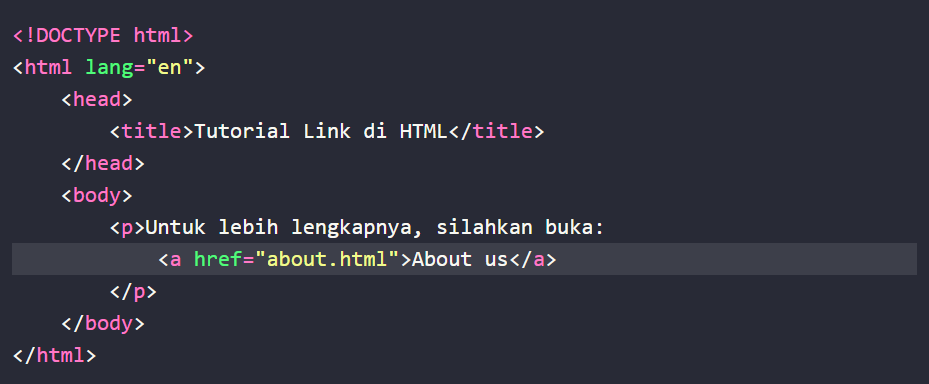 <!DOCTYPE html>
<html lang="en">
    <head>
        <title>Tutorial Link di HTML</title>
    </head>
    <body>
        <p>Untuk lebih lengkapnya, silahkan buka:
            <a href="about.html">About us</a>
        </p>
    </body>
</html>